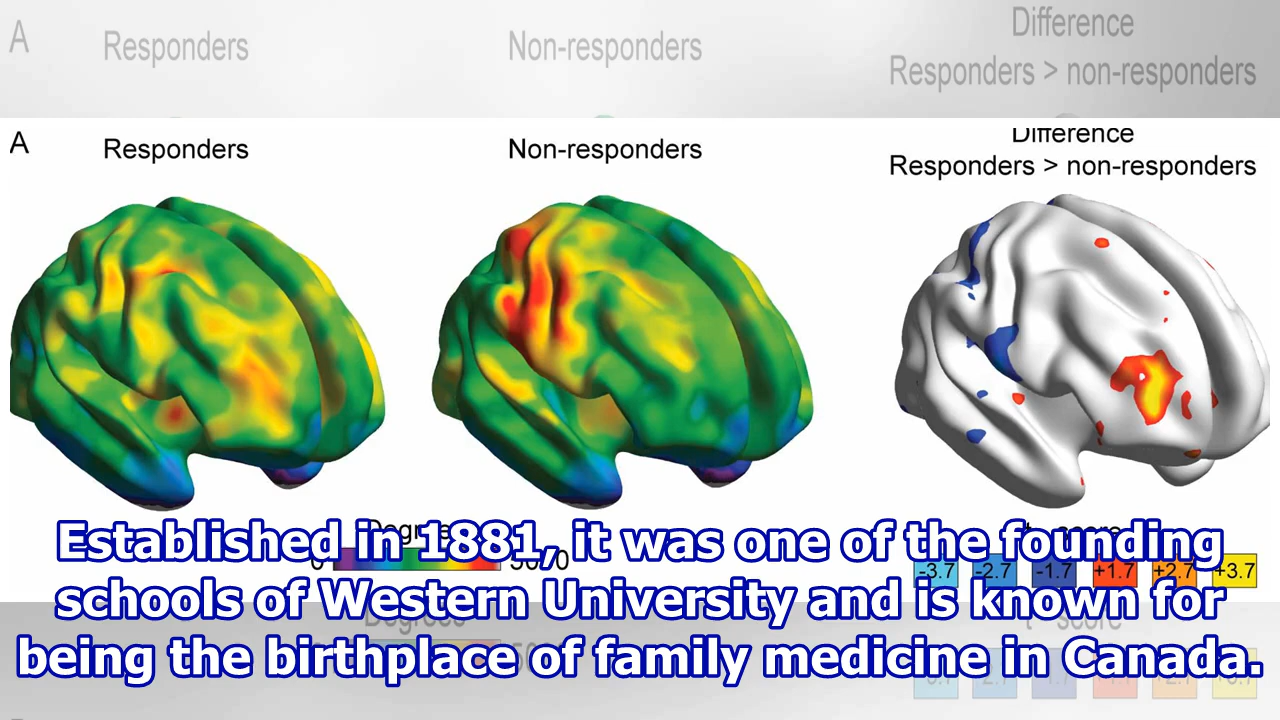 A Responders Non-responders Difference
Responders > non-responders
A Responders Non-responders Difference
Responders > non-responders
Established in 1881, it was one of the founding
-3.7 -2.7 -1.7 +1.7 +2.7 +3.7
schools of Western University and is known for
being the birthplace of family medicine in Canada.